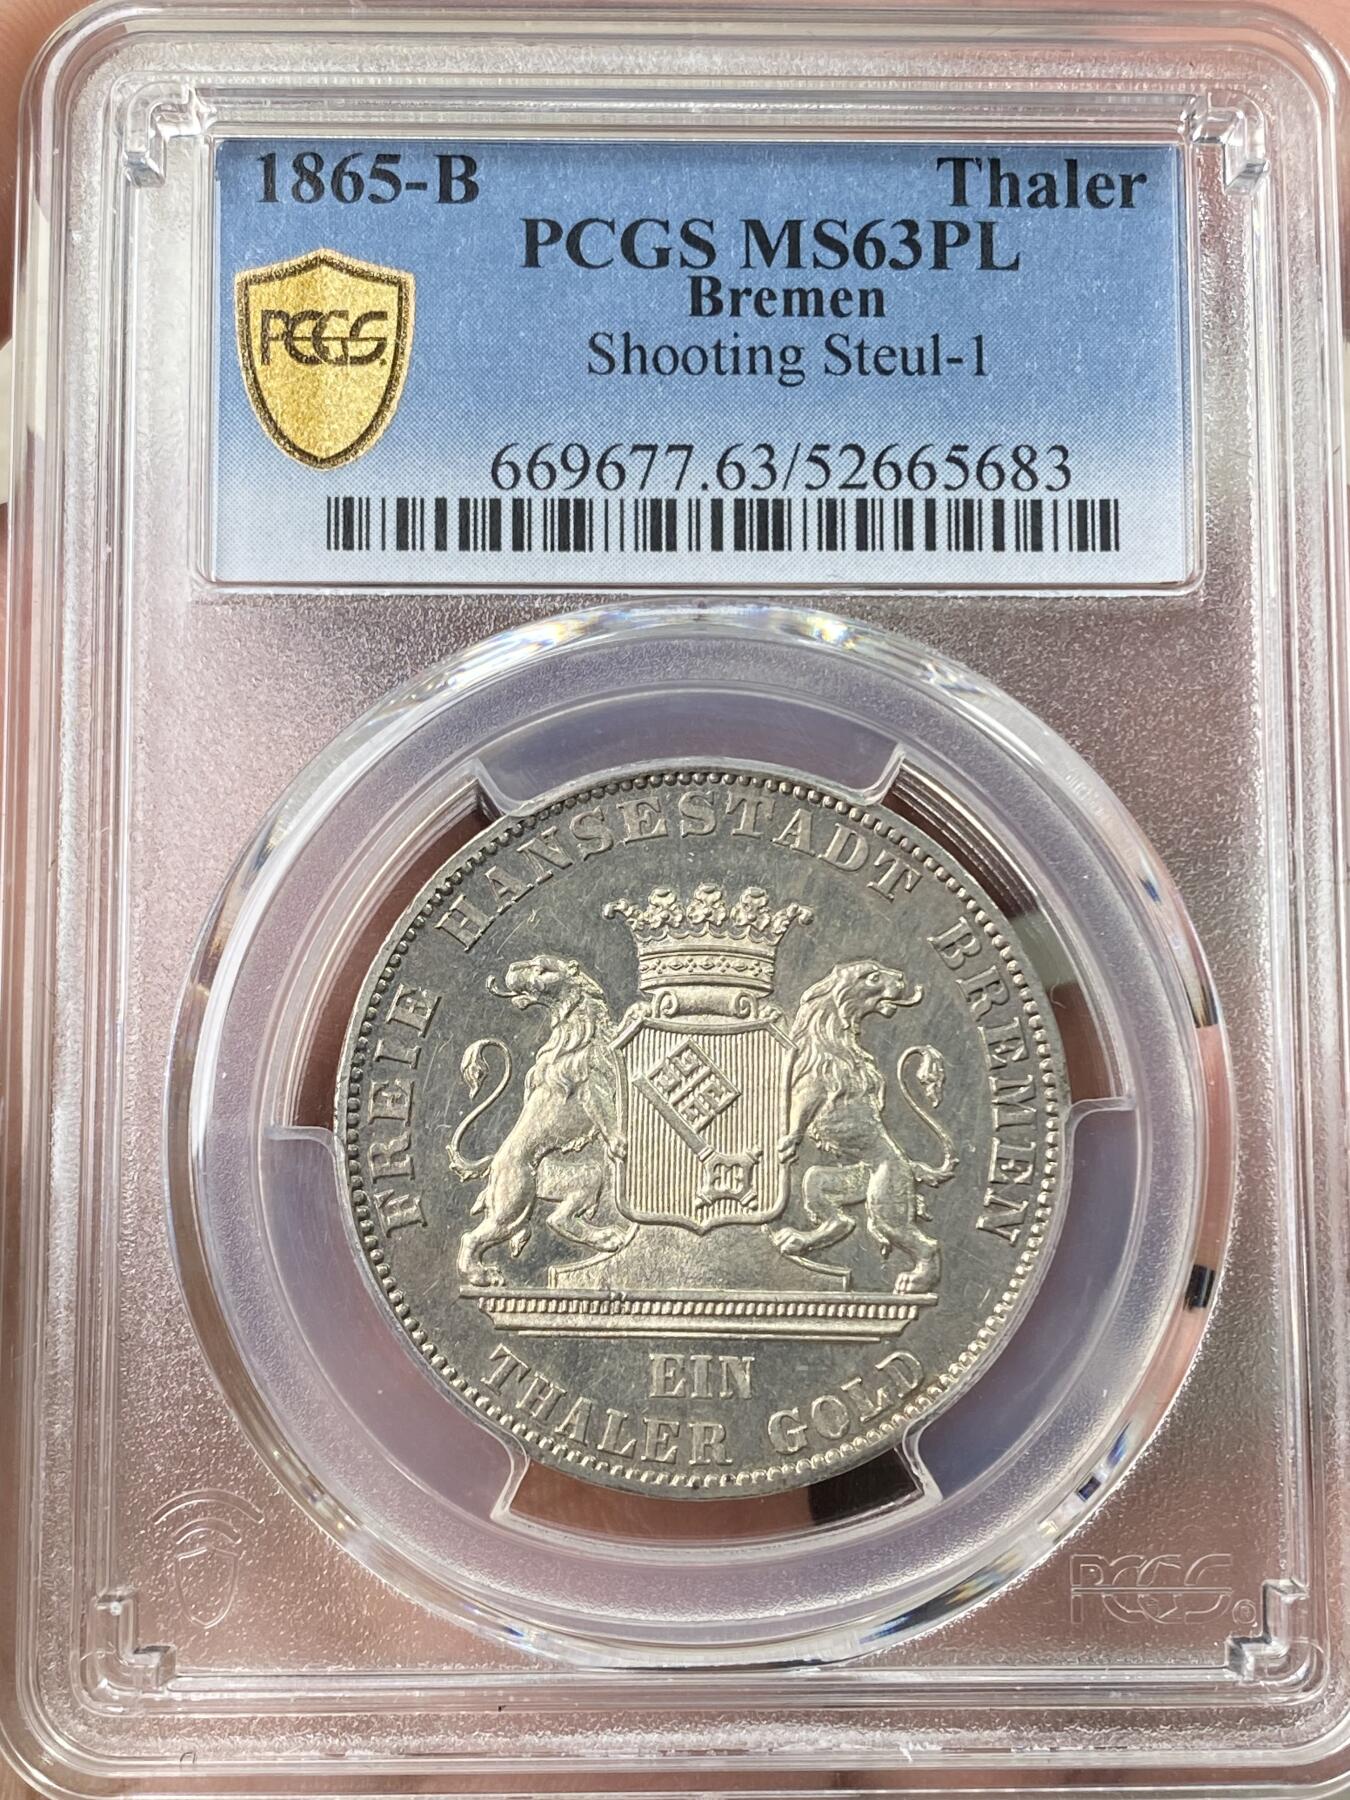 1865-B Thaler
PCGS MS63PL
Bremen
Shooting Steul-1
PCGS
669677.63/52665683
FREIE HANSESTADT BREMEN
EIN
THALER GOLD
PCGS